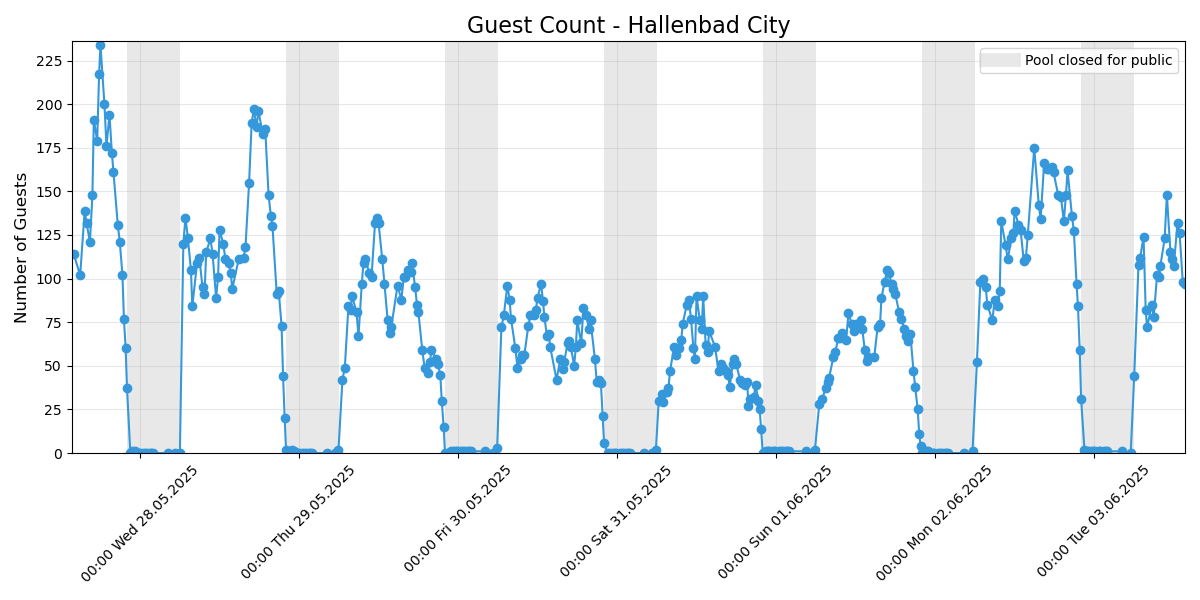 Guest Count - Hallenbad City
Pool closed for public
Number of Guests
225
200
175
150
125
100
75
50
25
0
00:00 Wed 28.05.2025
00:00 Thu 29.05.2025
00:00 Fri 30.05.2025
00:00 Sat 31.05.2025
00:00 Sun 01.06.2025
00:00 Mon 02.06.2025
00:00 Tue 03.06.2025